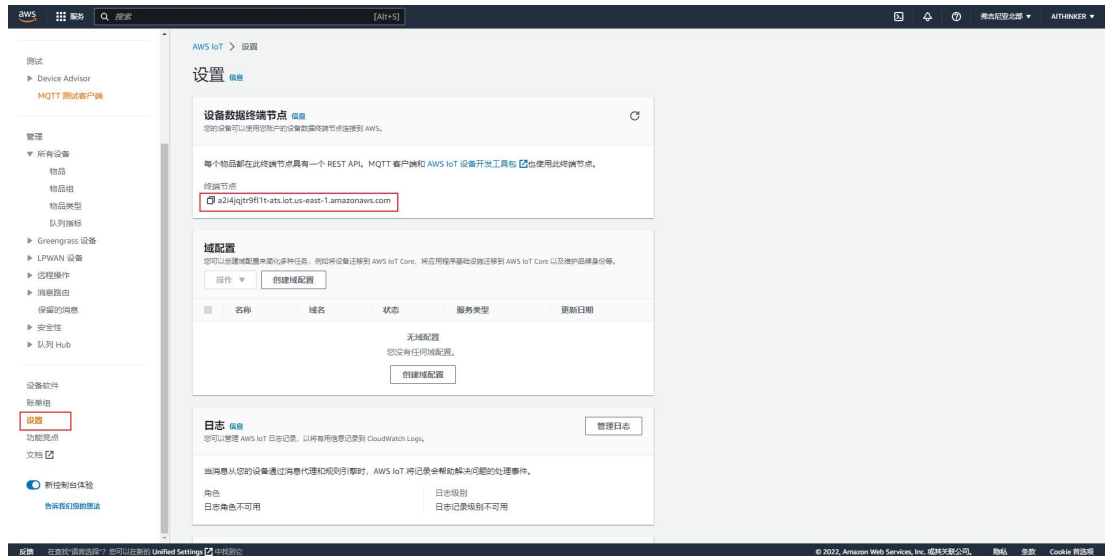 aws 服务 搜索 [Alt+S] 弗吉尼亚北部 ▼ AITHINKER ▼
测试
Device Advisor
MQTT 测试客户端
管理
所有设备
物品
物品组
物品类型
队列指标
Greengrass 设备
LPWAN 设备
远程操作
消息路由
保留的消息
安全性
队列 Hub
设备软件
账单组
设置
功能亮点
文档
新控制台体验
告诉我们您的想法
AWS IoT > 设置
设置 信息
设备数据终端节点 信息
您的设备可以使用您账户的设备数据终端节点连接到 AWS。
每个物品都在此终端节点具有一个 REST API。MQTT 客户端和 AWS IoT 设备开发工具包 也使用此终端节点。
终端节点
a2i4jqjtr9fl1t-ats.iot.us-east-1.amazonaws.com
域配置
您可以创建域配置来简化多种任务，例如将设备迁移到 AWS IoT Core、将应用程序基础设施迁移到 AWS IoT Core 以及维护品牌身份等。
操作 ▼ 创建域配置
名称 域名 状态 服务类型 更新日期
无域配置
您没有任何域配置。
创建域配置
日志 信息 管理日志
您可以管理 AWS IoT 日志记录，以将有用信息记录到 CloudWatch Logs。
当消息从您的设备通过消息代理和规则引擎时，AWS IoT 将记录会帮助解决问题的处理事件。
角色 日志级别
日志角色不可用 日志记录级别不可用
反馈 在查找“语言选择”? 您可以在新的 Unified Settings 中找到它 © 2022, Amazon Web Services, Inc. 或其关联公司。 隐私 条款 Cookie 首选项